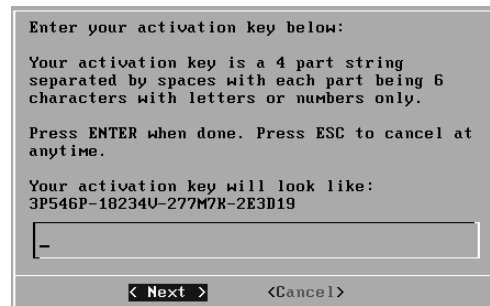 Enter your activation key below:
Your activation key is a 4 part string
separated by spaces with each part being 6
characters with letters or numbers only.
Press ENTER when done. Press ESC to cancel at
anytime.
Your activation key will look like:
3P546P-18234V-277M7K-2E3D19
_
< Next > <Cancel>